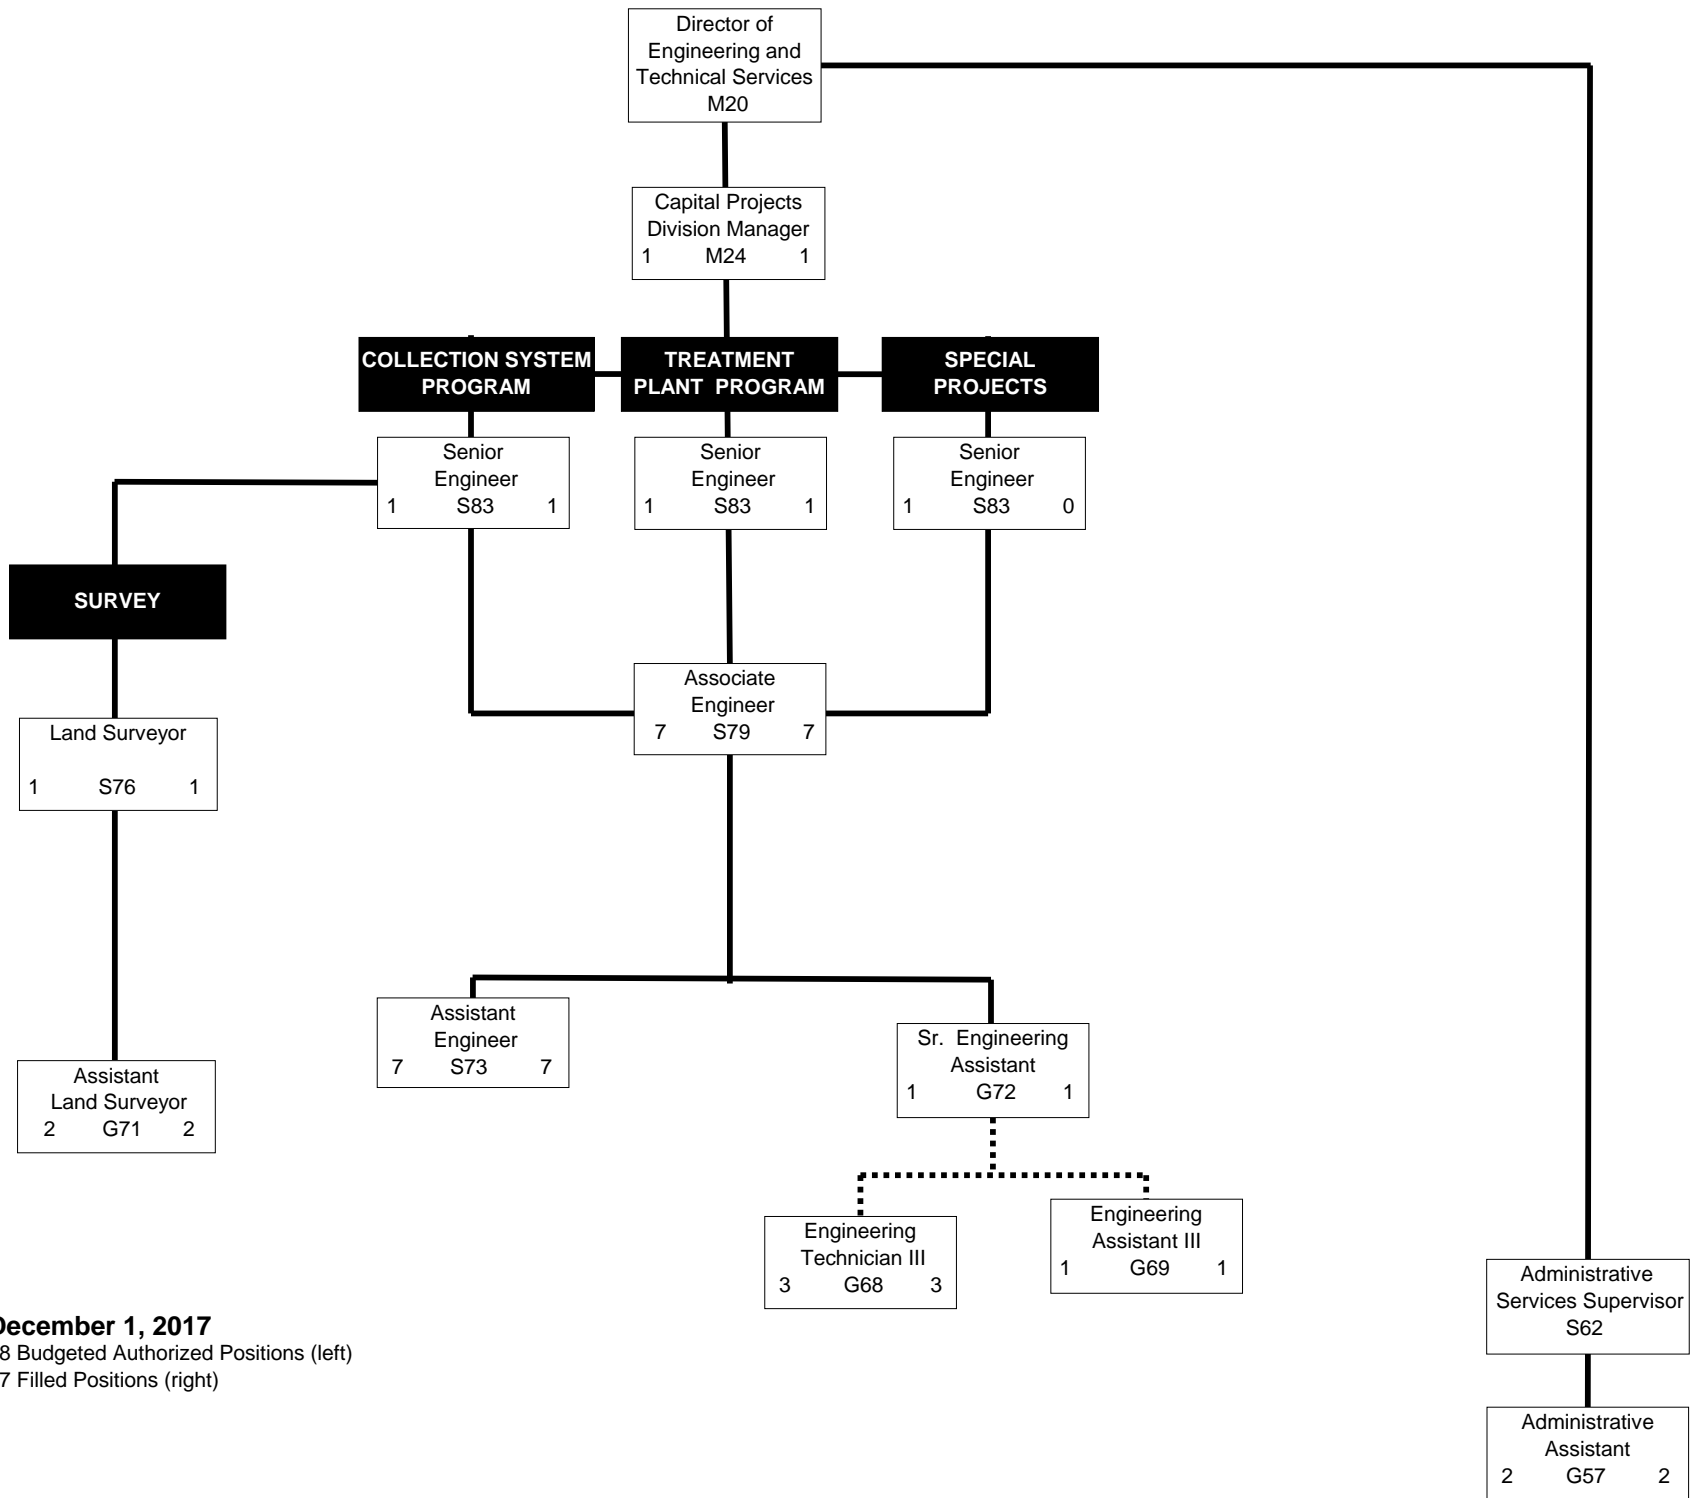 Director of
Engineering and
Technical Services
M20
Capital Projects
Division Manager
1 M24 1
COLLECTION SYSTEM
PROGRAM
TREATMENT
PLANT PROGRAM
SPECIAL
PROJECTS
Senior
Engineer
1 S83 1
Senior
Engineer
1 S83 1
Senior
Engineer
1 S83 0
SURVEY
Associate
Engineer
7 S79 7
Land Surveyor
1 S76 1
Assistant
Engineer
7 S73 7
Sr. Engineering
Assistant
1 G72 1
Assistant
Land Surveyor
2 G71 2
Engineering
Technician III
3 G68 3
Engineering
Assistant III
1 G69 1
Administrative
Services Supervisor
S62
December 1, 2017
8 Budgeted Authorized Positions (left)
7 Filled Positions (right)
Administrative
Assistant
2 G57 2